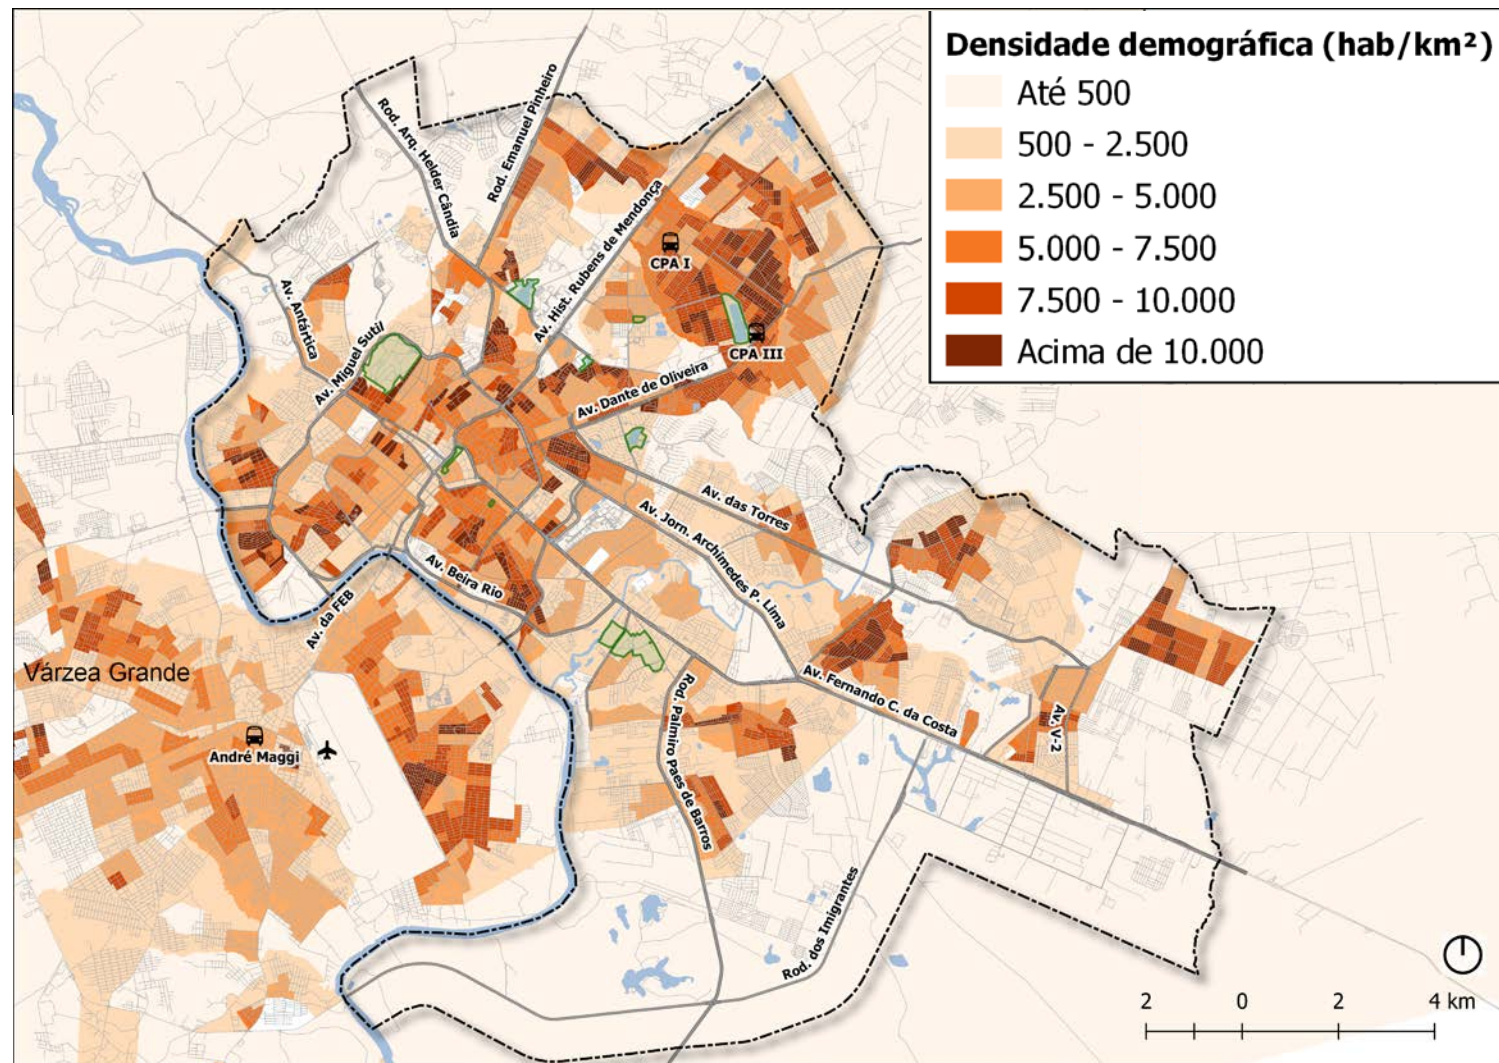 Densidade demográfica (hab/km²)
Até 500
500 - 2.500
2.500 - 5.000
5.000 - 7.500
7.500 - 10.000
Acima de 10.000
Rod. Arq. Helder Cândia
Rod. Emanuel Pinheiro
Av. Hist. Rubens de Mendonça
CPA I
Av. Antártica
Av. Miguel Sutil
CPA III
Av. Dante de Oliveira
Av. das Torres
Av. Jorn. Archimedes P. Lima
Av. Beira Rio
Av. da FEB
Várzea Grande
Av. Fernando C. da Costa
Rod. Palmiro Paes de Barros
Av. V-2
André Maggi
Rod. dos Imigrantes
2 0 2 4 km